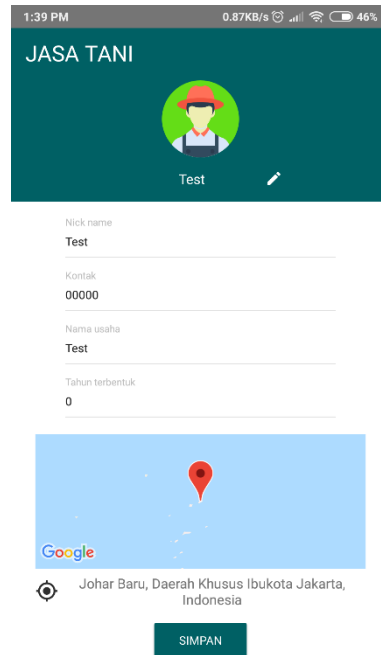 1:39 PM 0.87KB/s 46%
JASA TANI
Test
Nick name
Test
Kontak
00000
Nama usaha
Test
Tahun terbentuk
0
Google
Johar Baru, Daerah Khusus Ibukota Jakarta,
Indonesia
SIMPAN